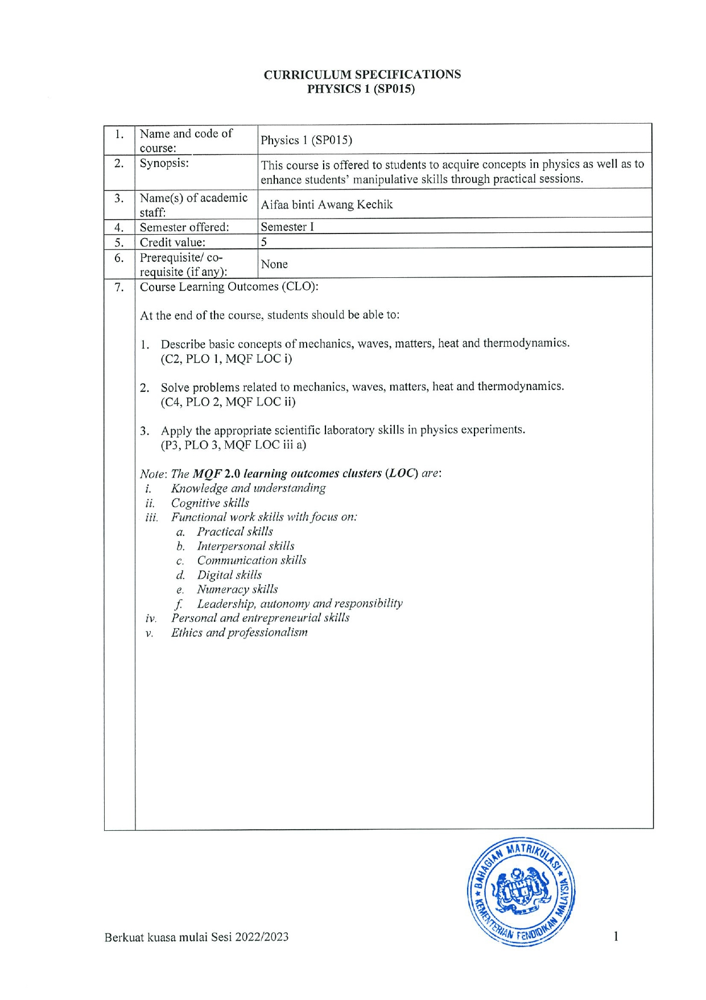 CURRICULUM SPECIFICATIONS
PHYSICS 1 (SP015)
1. Name and code of course: Physics 1 (SP015)
2. Synopsis: This course is offered to students to acquire concepts in physics as well as to
enhance students' manipulative skills through practical sessions.
3. Name(s) of academic staff: Aifaa binti Awang Kechik
4. Semester offered: Semester I
5. Credit value: 5
6. Prerequisite/ co-requisite (if any): None
7. Course Learning Outcomes (CLO):
At the end of the course, students should be able to:
1. Describe basic concepts of mechanics, waves, matters, heat and thermodynamics.
(C2, PLO 1, MQF LOC i)
2. Solve problems related to mechanics, waves, matters, heat and thermodynamics.
(C4, PLO 2, MQF LOC ii)
3. Apply the appropriate scientific laboratory skills in physics experiments.
(P3, PLO 3, MQF LOC iii a)
Note: The MQF 2.0 learning outcomes clusters (LOC) are:
i. Knowledge and understanding
ii. Cognitive skills
iii. Functional work skills with focus on:
a. Practical skills
b. Interpersonal skills
c. Communication skills
d. Digital skills
e. Numeracy skills
f. Leadership, autonomy and responsibility
iv. Personal and entrepreneurial skills
v. Ethics and professionalism
BAHAGIAN MATRIKULASI
KEMENTERIAN PENDIDIKAN MALAYSIA
Berkuat kuasa mulai Sesi 2022/2023
1